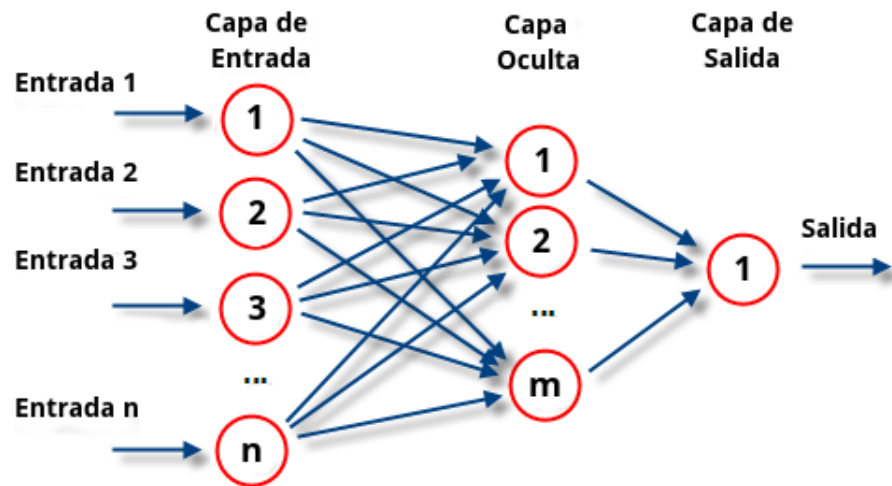 Capa de
Entrada
Capa
Oculta
Capa de
Salida
Entrada 1
1
Entrada 2
2
Entrada 3
3
...
Entrada n
n
1
2
...
m
1
Salida